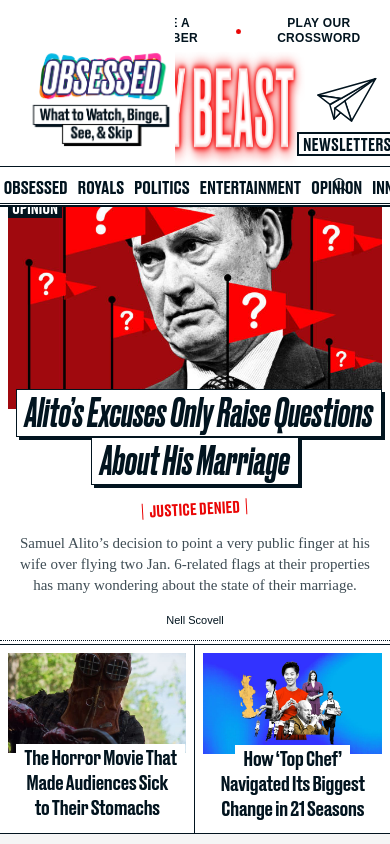 E A
BER
PLAY OUR
CROSSWORD
OBSESSED
What to Watch, Binge,
See, & Skip
Y BEAST
NEWSLETTERS
OBSESSED ROYALS POLITICS ENTERTAINMENT OPINION INN
OPINION
? ? ? ? ? ?
Alito’s Excuses Only Raise Questions
About His Marriage
JUSTICE DENIED
Samuel Alito’s decision to point a very public finger at his
wife over flying two Jan. 6-related flags at their properties
has many wondering about the state of their marriage.
Nell Scovell
The Horror Movie That
Made Audiences Sick
to Their Stomachs
How ‘Top Chef’
Navigated Its Biggest
Change in 21 Seasons